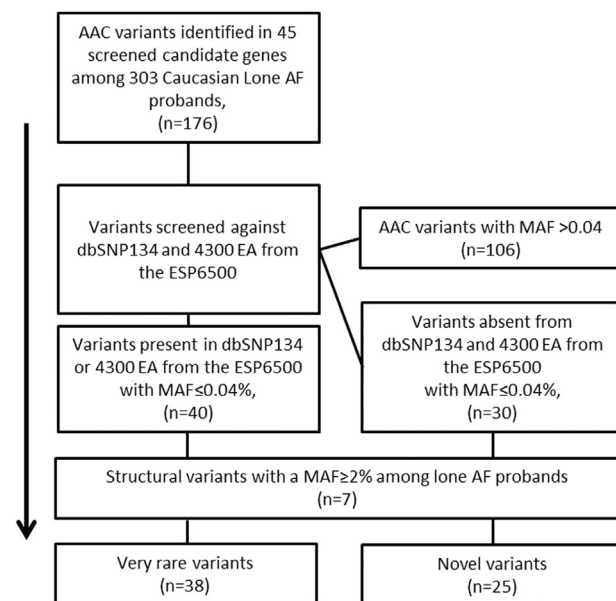 AAC variants identified in 45
screened candidate genes
among 303 Caucasian Lone AF
probands,
(n=176)
Variants screened against
dbSNP134 and 4300 EA from
the ESP6500
AAC variants with MAF >0.04
(n=106)
Variants present in dbSNP134
or 4300 EA from the ESP6500
with MAF≤0.04%,
(n=40)
Variants absent from
dbSNP134 and 4300 EA from
the ESP6500
with MAF≤0.04%,
(n=30)
Structural variants with a MAF≥2% among lone AF probands
(n=7)
Very rare variants
(n=38)
Novel variants
(n=25)